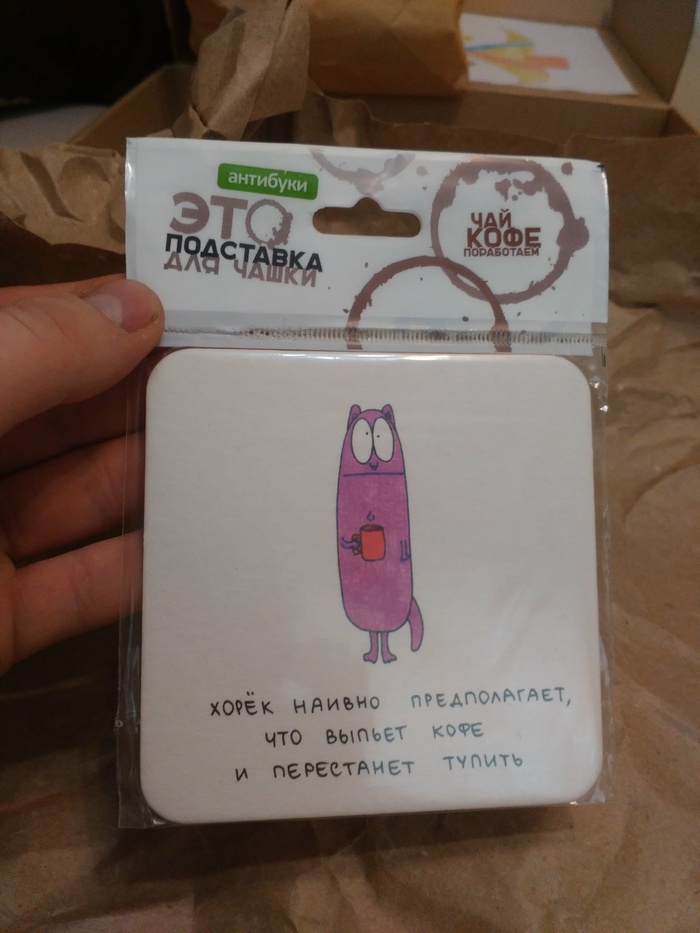 антибуки
ЭТО
ПОДСТАВКА
ДЛЯ ЧАШКИ
ЧАЙ
КОФЕ
ПОРАБОТАЕМ
ХОРЁК НАИВНО ПРЕДПОЛАГАЕТ,
ЧТО ВЫПЬЕТ КОФЕ
И ПЕРЕСТАНЕТ ТУПИТЬ